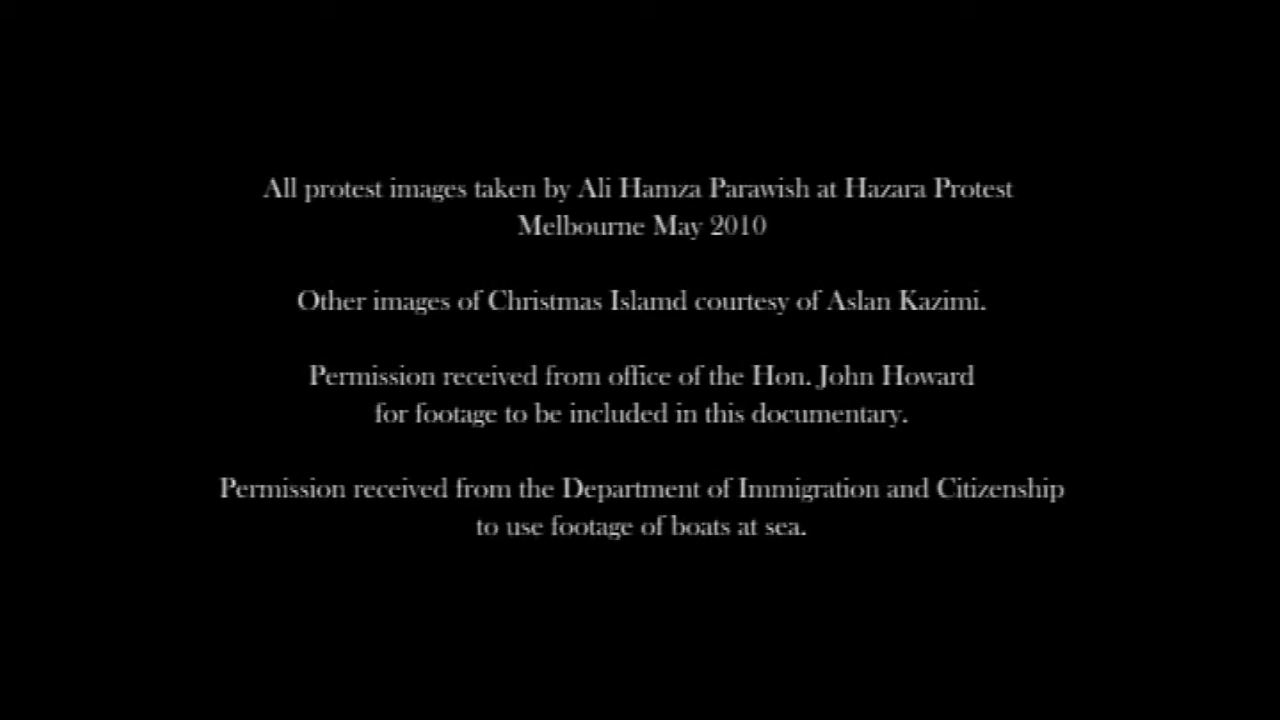 All protest images taken by Ali Hamza Parawish at Hazara Protest
Melbourne May 2010
Other images of Christmas Islamd courtesy of Aslan Kazimi.
Permission received from office of the Hon. John Howard
for footage to be included in this documentary.
Permission received from the Department of Immigration and Citizenship
to use footage of boats at sea.